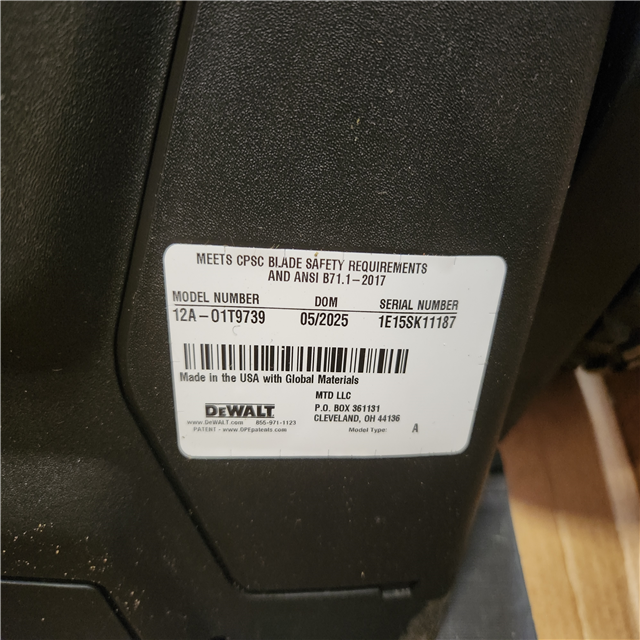 MEETS CPSC BLADE SAFETY REQUIREMENTS
AND ANSI B71.1-2017
MODEL NUMBER DOM SERIAL NUMBER
12A-01T9739 05/2025 1E15SK11187
Made in the USA with Global Materials
MTD LLC
DEWALT P.O. BOX 361131
www.DeWALT.com 855-971-1123 CLEVELAND, OH 44136
PATENT - www.OPEpatents.com Model Type: A